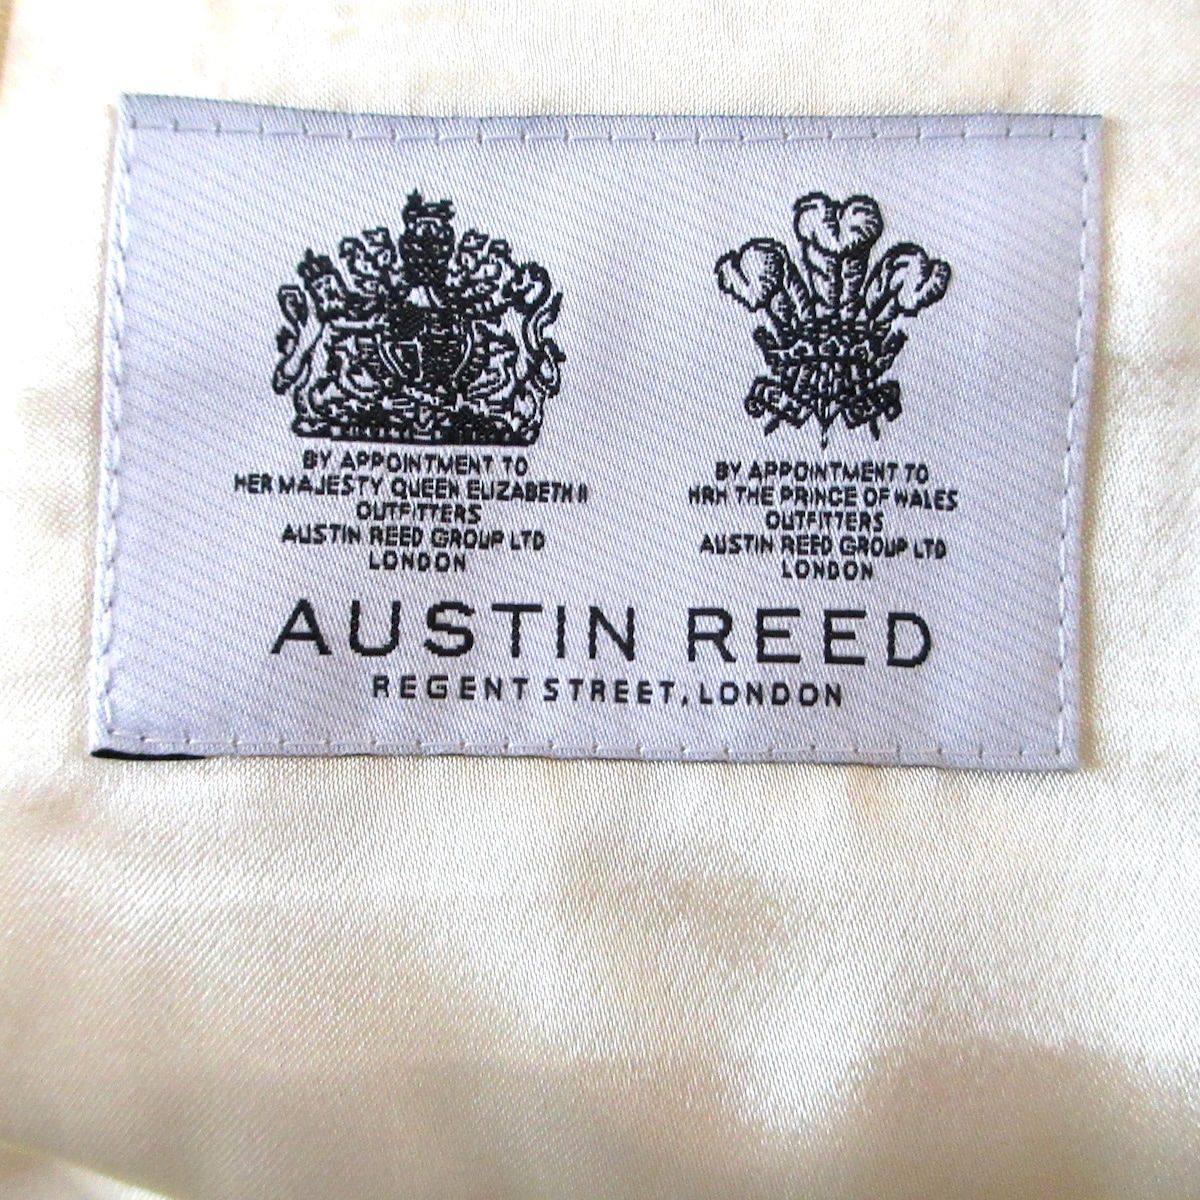 BY APPOINTMENT TO
HER MAJESTY QUEEN ELIZABETH II
OUTFITTERS
AUSTIN REED GROUP LTD
LONDON
BY APPOINTMENT TO
HRH THE PRINCE OF WALES
OUTFITTERS
AUSTIN REED GROUP LTD
LONDON
AUSTIN REED
REGENT STREET, LONDON